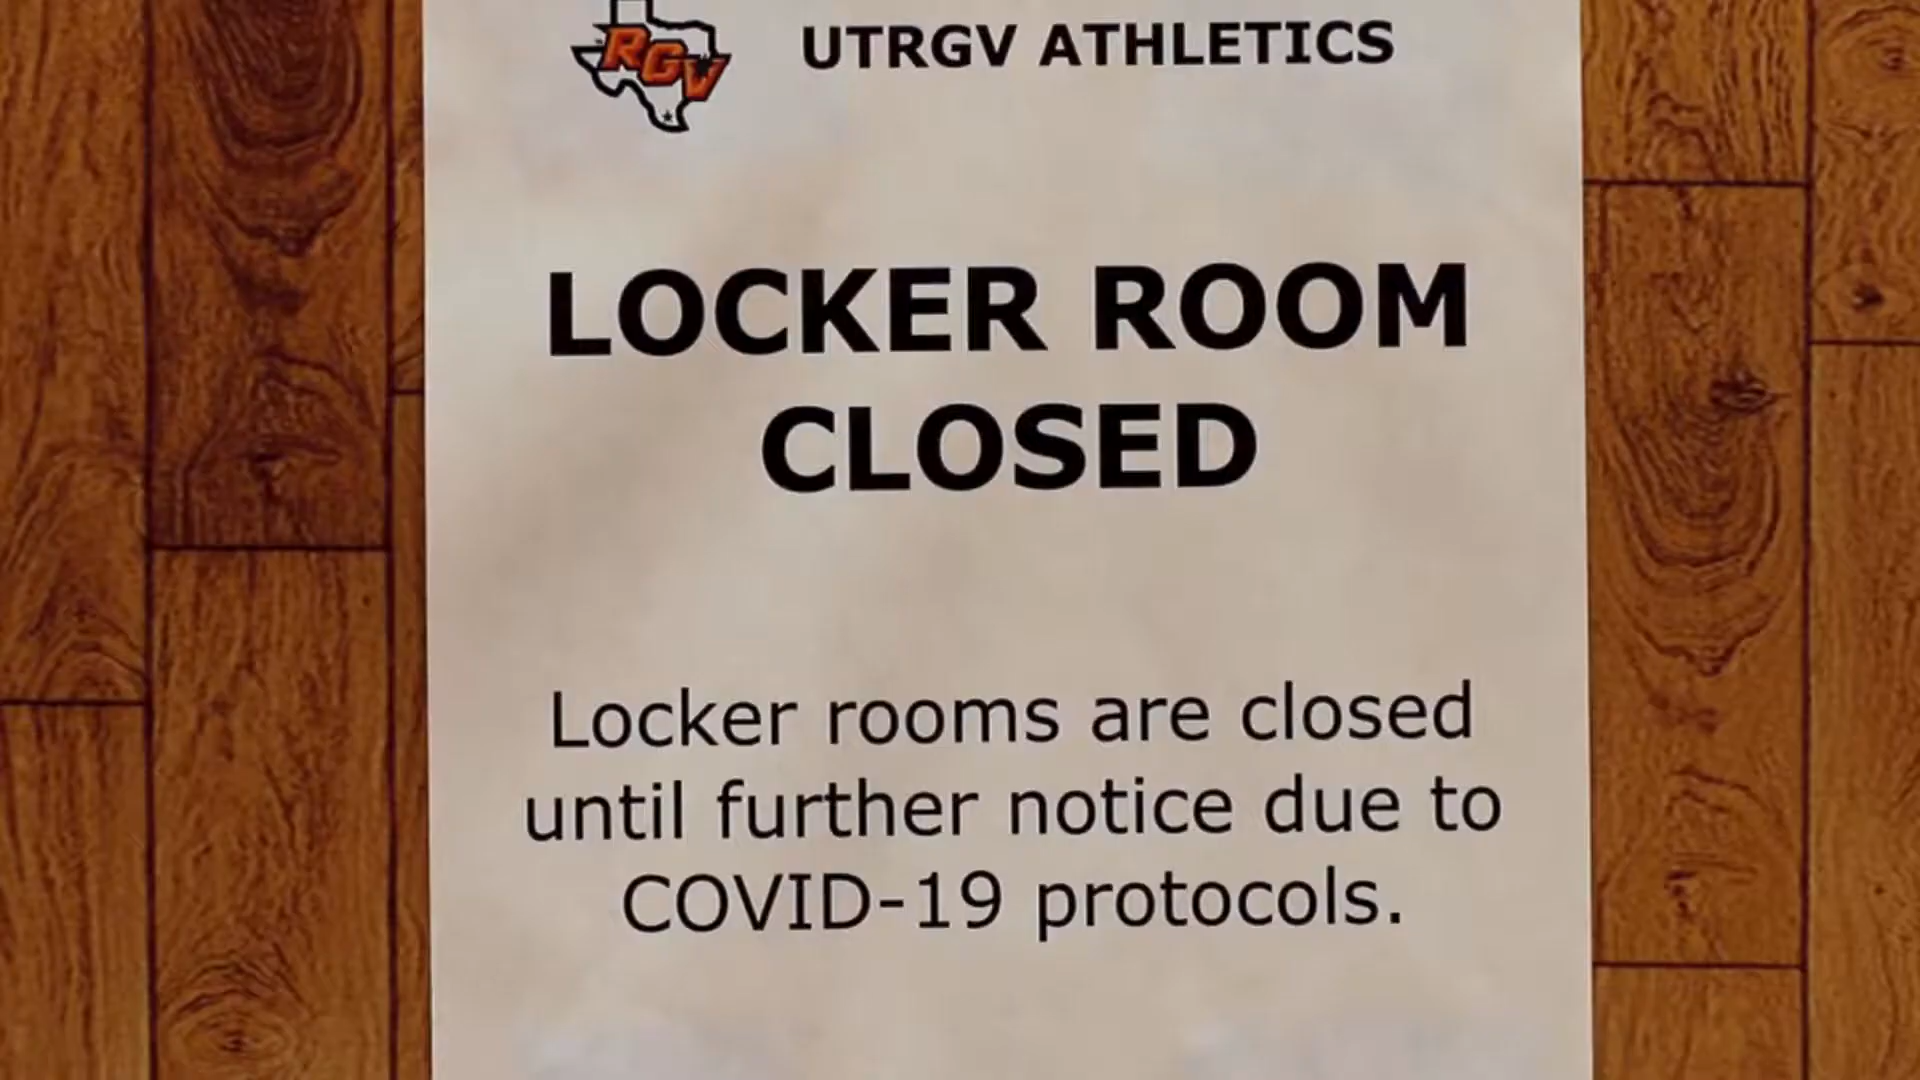 RGV
UTRGV ATHLETICS
LOCKER ROOM
CLOSED
Locker rooms are closed
until further notice due to
COVID-19 protocols.